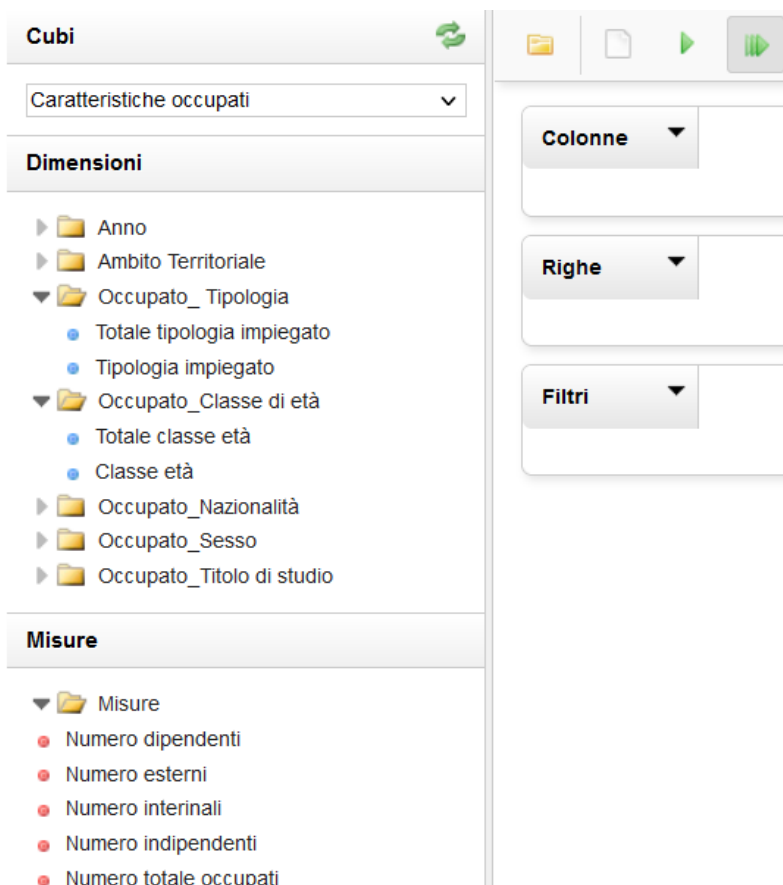 Cubi
Caratteristiche occupati
Dimensioni
Anno
Ambito Territoriale
Occupato_ Tipologia
Totale tipologia impiegato
Tipologia impiegato
Occupato_Classe di età
Totale classe età
Classe età
Occupato_Nazionalità
Occupato_Sesso
Occupato_Titolo di studio
Misure
Misure
Numero dipendenti
Numero esterni
Numero interinali
Numero indipendenti
Numero totale occupati
Colonne
Righe
Filtri